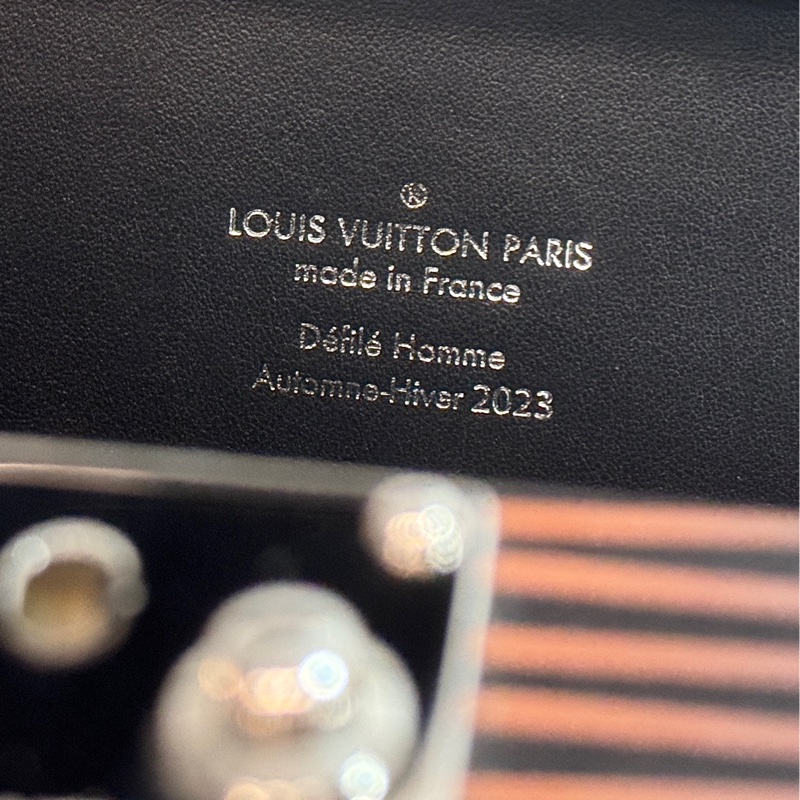 ®
LOUIS VUITTON PARIS
made in France
Défilé Homme
Automne-Hiver 2023